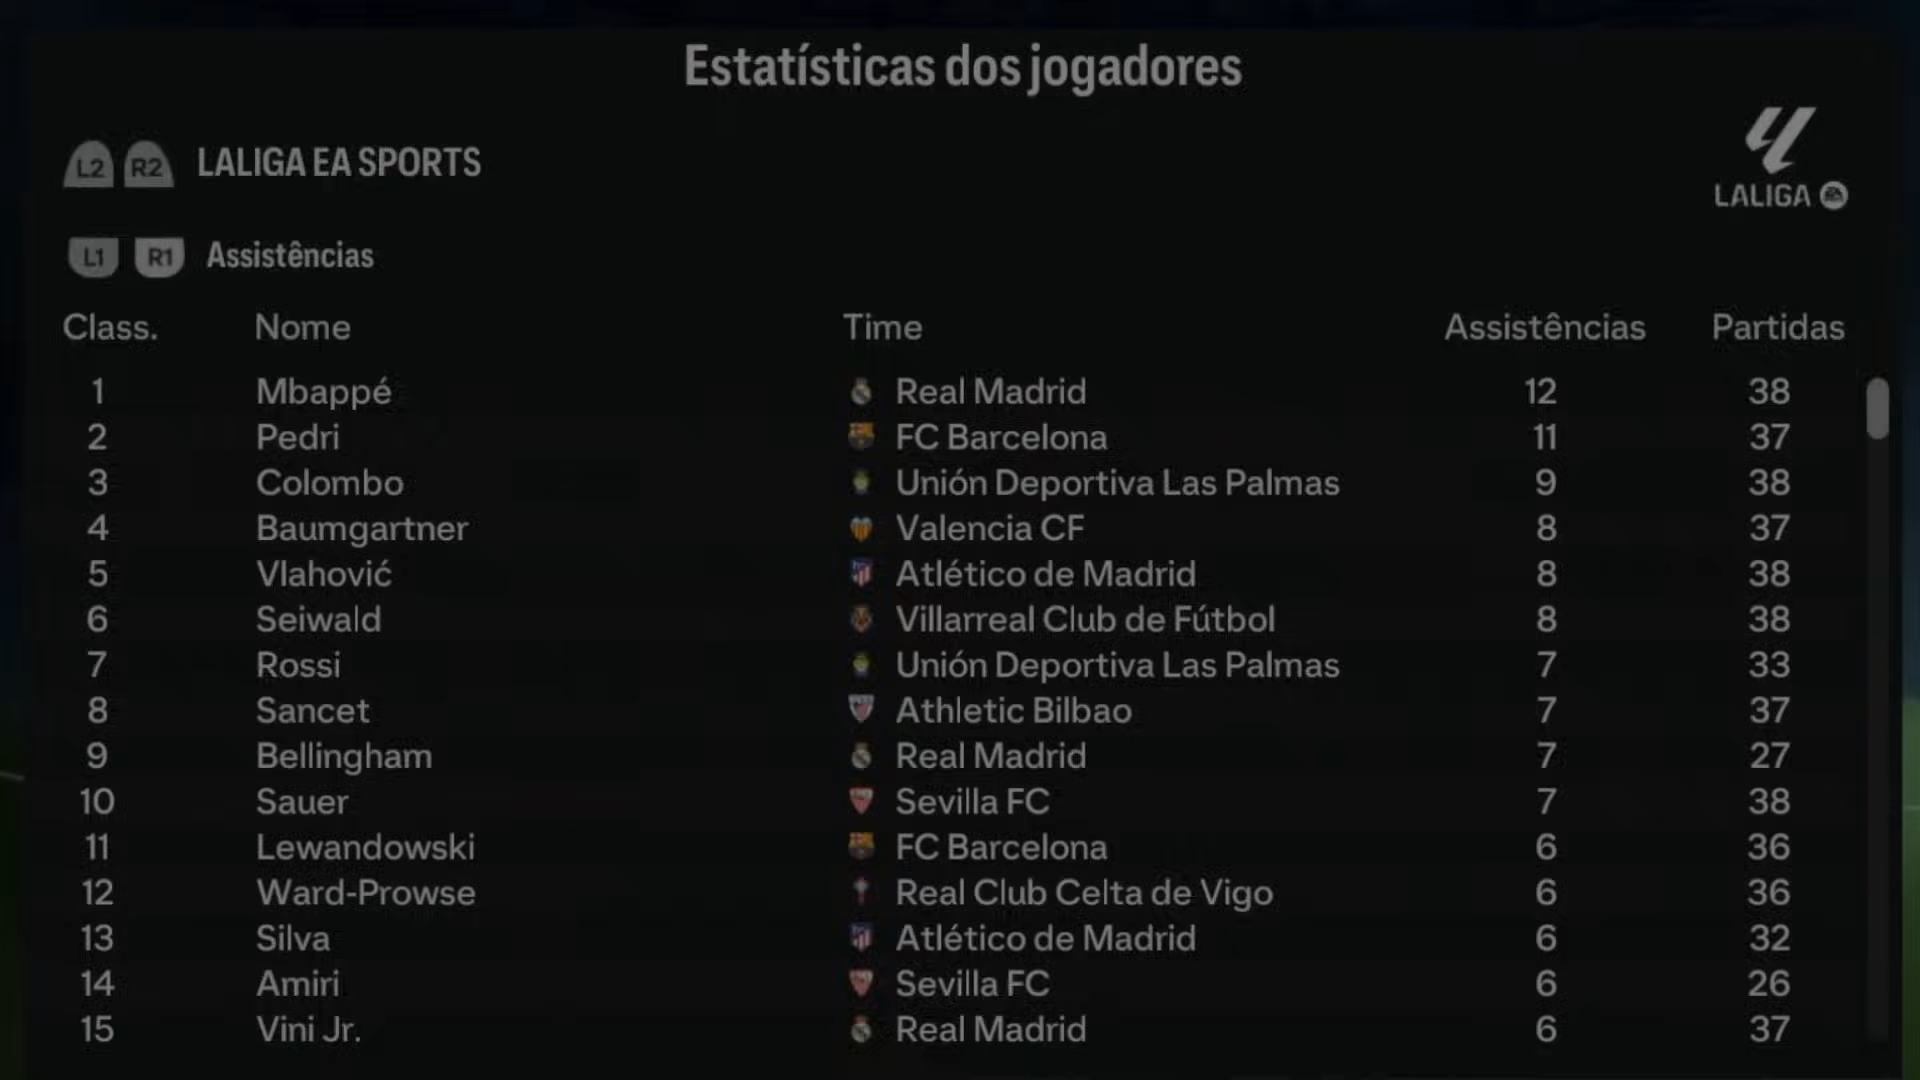 Estatísticas dos jogadores
L2 R2 LALIGA EA SPORTS
LALIGA EA
L1 R1 Assistências
Class. Nome Time Assistências Partidas
1 Mbappé Real Madrid 12 38
2 Pedri FC Barcelona 11 37
3 Colombo Unión Deportiva Las Palmas 9 38
4 Baumgartner Valencia CF 8 37
5 Vlahović Atlético de Madrid 8 38
6 Seiwald Villarreal Club de Fútbol 8 38
7 Rossi Unión Deportiva Las Palmas 7 33
8 Sancet Athletic Bilbao 7 37
9 Bellingham Real Madrid 7 27
10 Sauer Sevilla FC 7 38
11 Lewandowski FC Barcelona 6 36
12 Ward-Prowse Real Club Celta de Vigo 6 36
13 Silva Atlético de Madrid 6 32
14 Amiri Sevilla FC 6 26
15 Vini Jr. Real Madrid 6 37